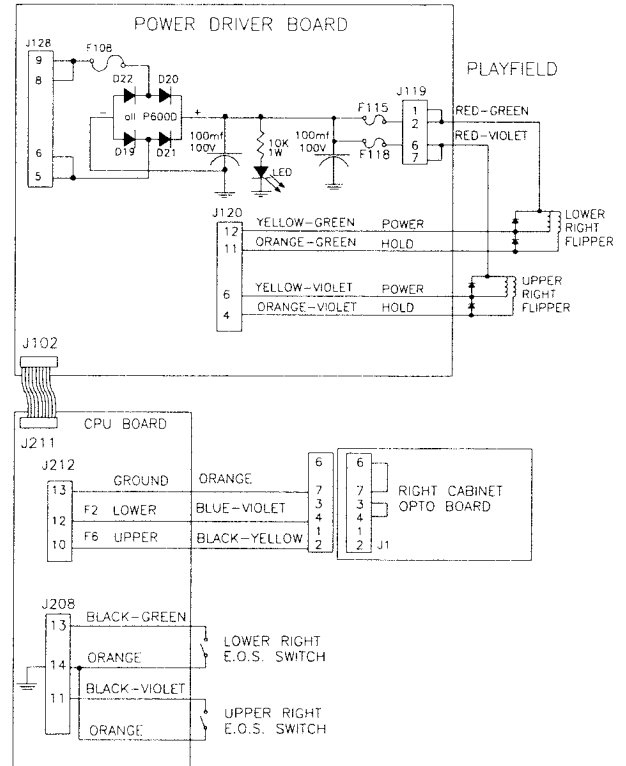 POWER DRIVER BOARD
J128
F108
9
8
6
5
D22 D20
all P600D
D19 D21
- +
100mf
100V
10K
1W
LED
100mf
100V
F115
F118
J119
1
2
6
7
PLAYFIELD
RED-GREEN
RED-VIOLET
J120
12 YELLOW-GREEN POWER
11 ORANGE-GREEN HOLD
6 YELLOW-VIOLET POWER
4 ORANGE-VIOLET HOLD
LOWER
RIGHT
FLIPPER
UPPER
RIGHT
FLIPPER
J102
J211
CPU BOARD
J212
13 GROUND ORANGE
12 F2 LOWER BLUE-VIOLET
10 F6 UPPER BLACK-YELLOW
6
7
3
4
1
2
6
7
3
4
1
2
J1
RIGHT CABINET
OPTO BOARD
J208
13 BLACK-GREEN
14 ORANGE
11 BLACK-VIOLET
ORANGE
LOWER RIGHT
E.O.S. SWITCH
UPPER RIGHT
E.O.S. SWITCH